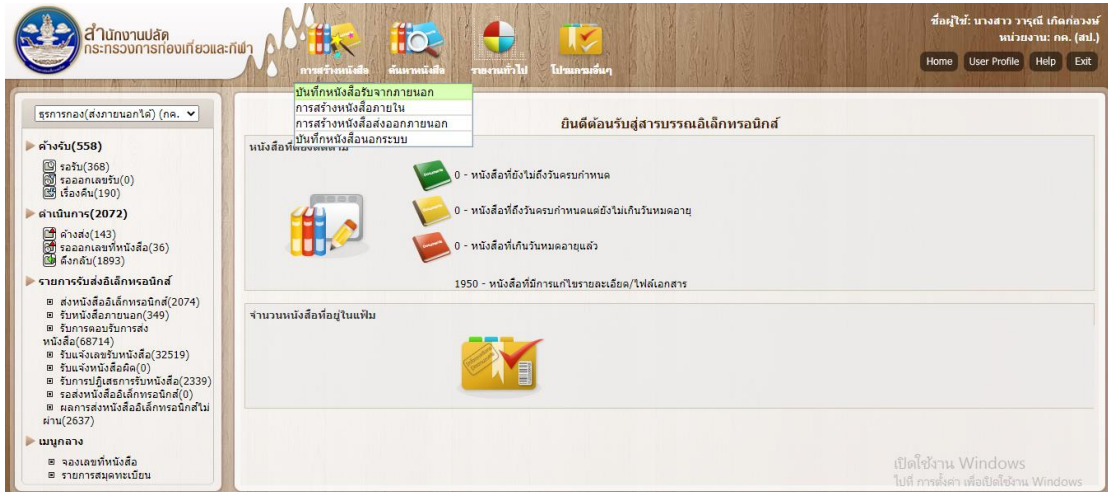 สำนักงานปลัด
กระทรวงการท่องเที่ยวและกีฬา
การสร้างหนังสือ ค้นหาหนังสือ รายงานทั่วไป โปรแกรมอื่นๆ
ชื่อผู้ใช้: นางสาว วารุณี เกิดก่อวงษ์
หน่วยงาน: กค. (สป.)
Home User Profile Help Exit
บันทึกหนังสือรับจากภายนอก
การสร้างหนังสือภายใน
การสร้างหนังสือส่งออกภายนอก
บันทึกหนังสือนอกระบบ
ธุรการกอง(ส่งภายนอกได้) (กค.
ค้างรับ(558)
รอรับ(368)
รอออกเลขรับ(0)
เรื่องคืน(190)
ดำเนินการ(2072)
ค้างส่ง(143)
รอออกเลขที่หนังสือ(36)
ดึงกลับ(1893)
รายการรับส่งอิเล็กทรอนิกส์
ส่งหนังสืออิเล็กทรอนิกส์(2074)
รับหนังสือภายนอก(349)
รับการตอบรับการส่ง
หนังสือ(68714)
รับแจ้งเลขรับหนังสือ(32519)
รับแจ้งหนังสือผิด(0)
รับการปฏิเสธการรับหนังสือ(2339)
รอส่งหนังสืออิเล็กทรอนิกส์(0)
ผลการส่งหนังสืออิเล็กทรอนิกส์ไม่
ผ่าน(2637)
เมนูกลาง
จองเลขที่หนังสือ
รายการสมุดทะเบียน
ยินดีต้อนรับสู่สารบรรณอิเล็กทรอนิกส์
หนังสือที่ต้องติดตาม
0 - หนังสือที่ยังไม่ถึงวันครบกำหนด
0 - หนังสือที่ถึงวันครบกำหนดแต่ยังไม่เกินวันหมดอายุ
0 - หนังสือที่เกินวันหมดอายุแล้ว
1950 - หนังสือที่มีการแก้ไขรายละเอียด/ไฟล์เอกสาร
จำนวนหนังสือที่อยู่ในแฟ้ม
เปิดใช้งาน Windows
ไปที่ การตั้งค่า เพื่อเปิดใช้งาน Windows